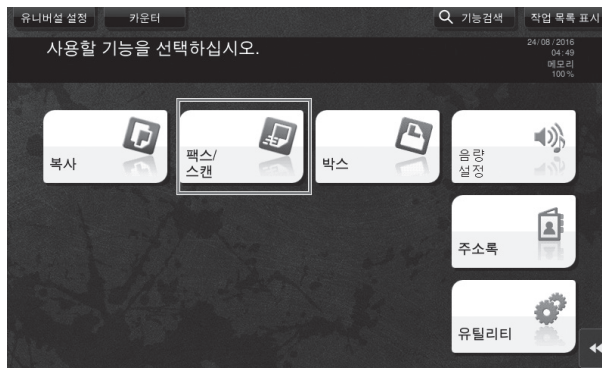 유니버설 설정 카운터 기능검색 작업 목록 표시
사용할 기능을 선택하십시오.
24/08/2016
04:49
메모리
100%
복사
팩스/
스캔
박스
음량
설정
주소록
유틸리티